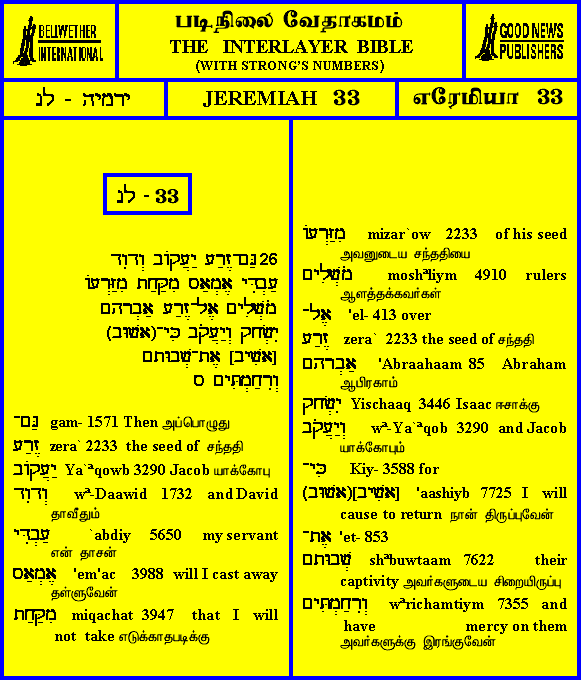 BELLWETHER INTERNATIONAL
படிநிலை வேதாகமம்
THE INTERLAYER BIBLE
(WITH STRONG'S NUMBERS)
GOOD NEWS PUBLISHERS
ירמיה - לג
JEREMIAH 33
எரேமியா 33
לג - 33
26 גַּם־זֶרַע יַעֲקוֹב וְדָוִד
עַבְדִּי אֶמְאַס מִקַּחַת מִזַּרְעוֹ
מֹשְׁלִים אֶל־זֶרַע אַבְרָהָם
יִשְׂחָק וְיַעֲקֹב כִּי־(אָשׁוּב)
[אָשִׁיב] אֶת־שְׁבוּתָם
וְרִחַמְתִּים ס
גַּם־ gam- 1571 Then அப்பொழுது
זֶרַע zera` 2233 the seed of சந்ததி
יַעֲקוֹב Ya`ªqowb 3290 Jacob யாக்கோபு
וְדָוִד wª-Daawid 1732 and David
தாவீதும்
עַבְדִּי `abdiy 5650 my servant
என் தாசன்
אֶמְאַס 'em'ac 3988 will I cast away
தள்ளுவேன்
מִקַּחַת miqachat 3947 that I will
not take எடுக்காதபடிக்கு
מִזַּרְעוֹ mizar`ow 2233 of his seed
அவனுடைய சந்ததியை
מֹשְׁלִים moshªliym 4910 rulers
ஆளத்தக்கவர்கள்
אֶל־ 'el- 413 over
זֶרַע zera` 2233 the seed of சந்ததி
אַבְרָהָם 'Abraahaam 85 Abraham
ஆபிரகாம்
יִשְׂחָק Yischaaq 3446 Isaac ஈசாக்கு
וְיַעֲקֹב wª-Ya`ªqob 3290 and Jacob
யாக்கோபும்
כִּי־ Kiy- 3588 for
(אָשׁוּב)[אָשִׁיב] 'aashiyb 7725 I will
cause to return நான் திருப்புவேன்
אֶת־ 'et- 853
שְׁבוּתָם shªbuwtaam 7622 their
captivity அவர்களுடைய சிறையிருப்பு
וְרִחַמְתִּים wªrichamtiym 7355 and
have mercy on them
அவர்களுக்கு இரங்குவேன்